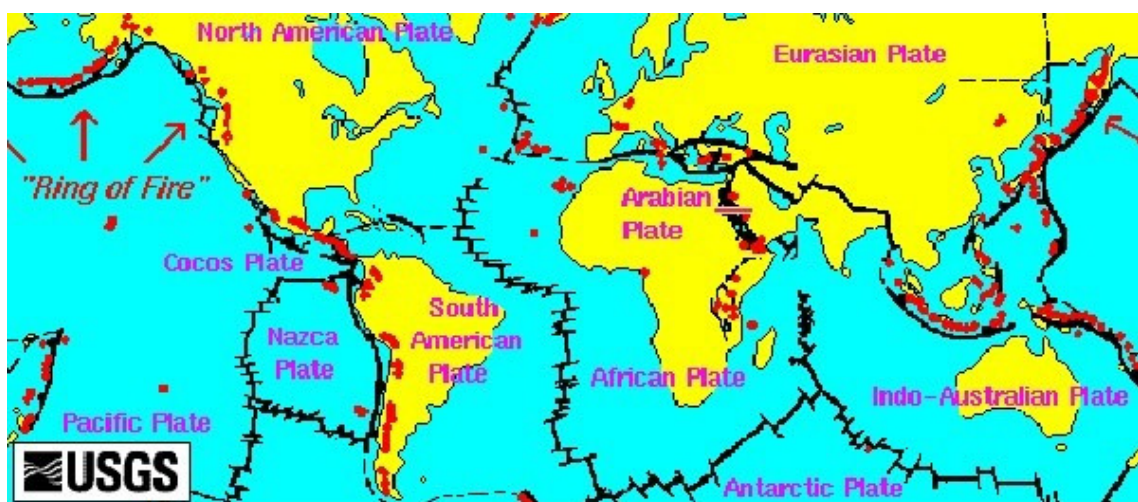 North American Plate
Eurasian Plate
"Ring of Fire"
Arabian
Plate
Cocos Plate
South
American
Plate
Nazca
Plate
African Plate
Indo-Australian Plate
Pacific Plate
USGS
Antarctic Plate